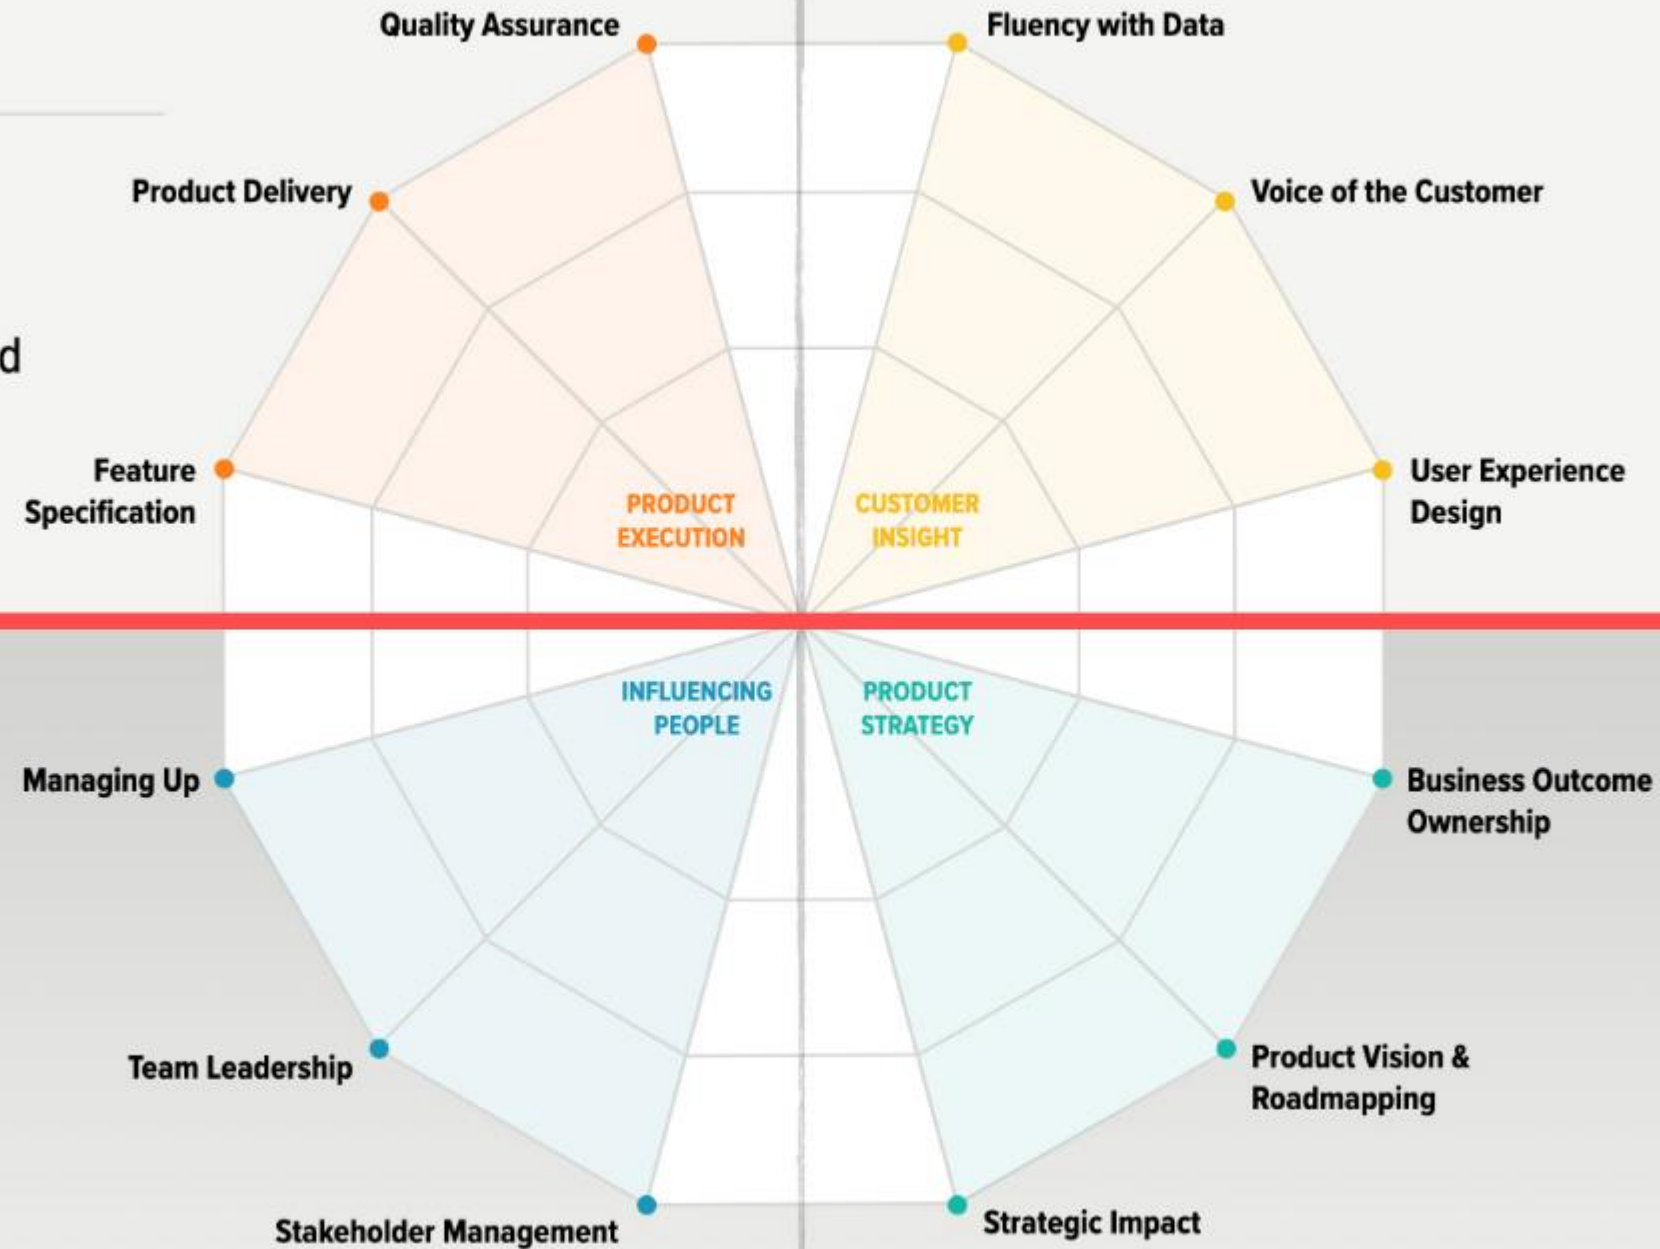 Quality Assurance
Fluency with Data
Product Delivery
Voice of the Customer
d
Feature
Specification
User Experience
Design
PRODUCT
EXECUTION
CUSTOMER
INSIGHT
INFLUENCING
PEOPLE
PRODUCT
STRATEGY
Managing Up
Business Outcome
Ownership
Team Leadership
Product Vision &
Roadmapping
Stakeholder Management
Strategic Impact